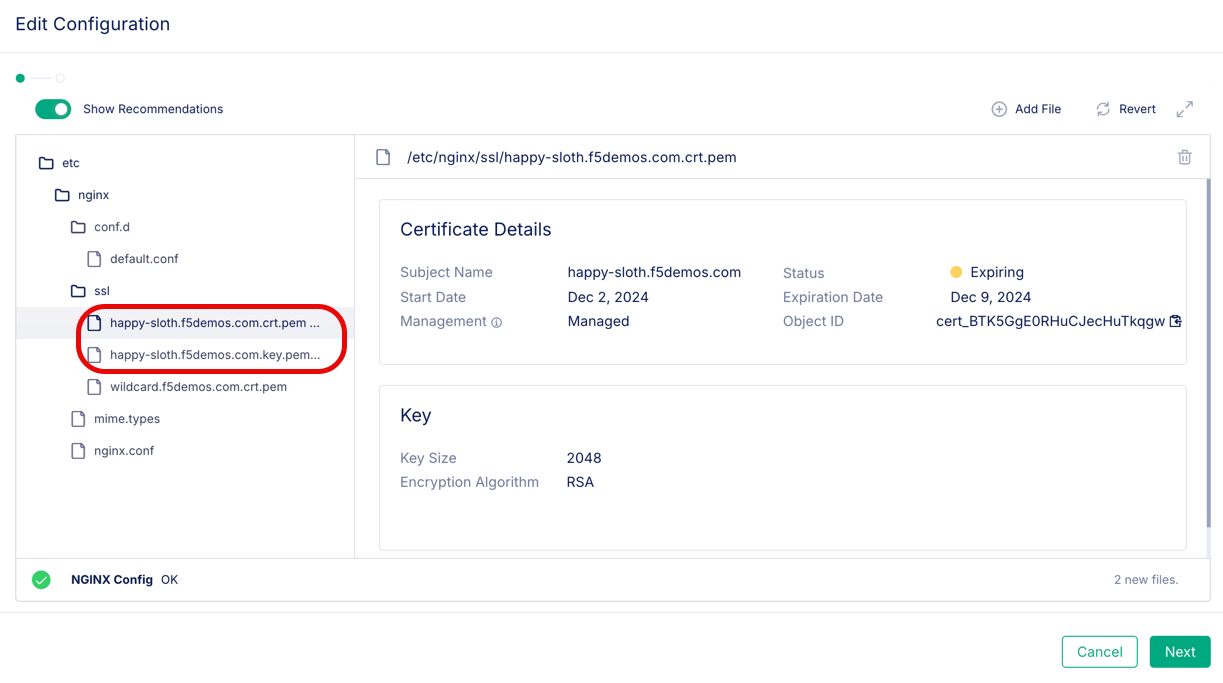 Edit Configuration
Show Recommendations
Add File
Revert
etc
nginx
conf.d
default.conf
ssl
happy-sloth.f5demos.com.crt.pem ...
happy-sloth.f5demos.com.key.pem...
wildcard.f5demos.com.crt.pem
mime.types
nginx.conf
/etc/nginx/ssl/happy-sloth.f5demos.com.crt.pem
Certificate Details
Subject Name happy-sloth.f5demos.com Status Expiring
Start Date Dec 2, 2024 Expiration Date Dec 9, 2024
Management Managed Object ID cert_BTK5GgE0RHuCJecHuTkqgw
Key
Key Size 2048
Encryption Algorithm RSA
NGINX Config OK 2 new files.
Cancel Next